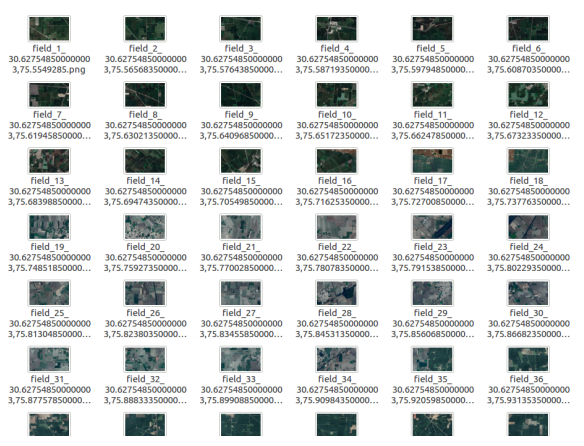 field_1_
30.62754850000000
3,75.5549285.png
field_2_
30.62754850000000
3,75.56568350000...
field_3_
30.62754850000000
3,75.57643850000...
field_4_
30.62754850000000
3,75.58719350000...
field_5_
30.62754850000000
3,75.59794850000...
field_6_
30.62754850000000
3,75.60870350000...
field_7_
30.62754850000000
3,75.61945850000...
field_8_
30.62754850000000
3,75.63021350000...
field_9_
30.62754850000000
3,75.64096850000...
field_10_
30.62754850000000
3,75.65172350000...
field_11_
30.62754850000000
3,75.66247850000...
field_12_
30.62754850000000
3,75.67323350000...
field_13_
30.62754850000000
3,75.68398850000...
field_14_
30.62754850000000
3,75.69474350000...
field_15_
30.62754850000000
3,75.70549850000...
field_16_
30.62754850000000
3,75.71625350000...
field_17_
30.62754850000000
3,75.72700850000...
field_18_
30.62754850000000
3,75.73776350000...
field_19_
30.62754850000000
3,75.74851850000...
field_20_
30.62754850000000
3,75.75927350000...
field_21_
30.62754850000000
3,75.77002850000...
field_22_
30.62754850000000
3,75.78078350000...
field_23_
30.62754850000000
3,75.79153850000...
field_24_
30.62754850000000
3,75.80229350000...
field_25_
30.62754850000000
3,75.81304850000...
field_26_
30.62754850000000
3,75.82380350000...
field_27_
30.62754850000000
3,75.83455850000...
field_28_
30.62754850000000
3,75.84531350000...
field_29_
30.62754850000000
3,75.85606850000...
field_30_
30.62754850000000
3,75.86682350000...
field_31_
30.62754850000000
3,75.87757850000...
field_32_
30.62754850000000
3,75.88833350000...
field_33_
30.62754850000000
3,75.89908850000...
field_34_
30.62754850000000
3,75.90984350000...
field_35_
30.62754850000000
3,75.92059850000...
field_36_
30.62754850000000
3,75.93135350000...